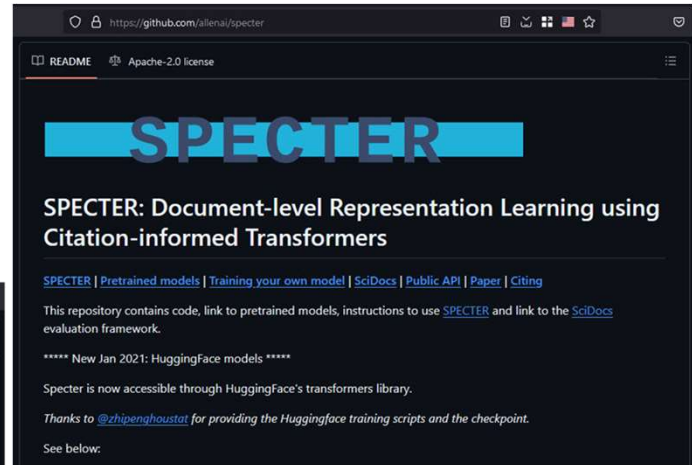 https://github.com/allenai/specter
README Apache-2.0 license
SPECTER
SPECTER: Document-level Representation Learning using
Citation-informed Transformers
SPECTER | Pretrained models | Training your own model | SciDocs | Public API | Paper | Citing
This repository contains code, link to pretrained models, instructions to use SPECTER and link to the SciDocs
evaluation framework.
***** New Jan 2021: HuggingFace models *****
Specter is now accessible through HuggingFace's transformers library.
Thanks to @zhipenghoustat for providing the Huggingface training scripts and the checkpoint.
See below: